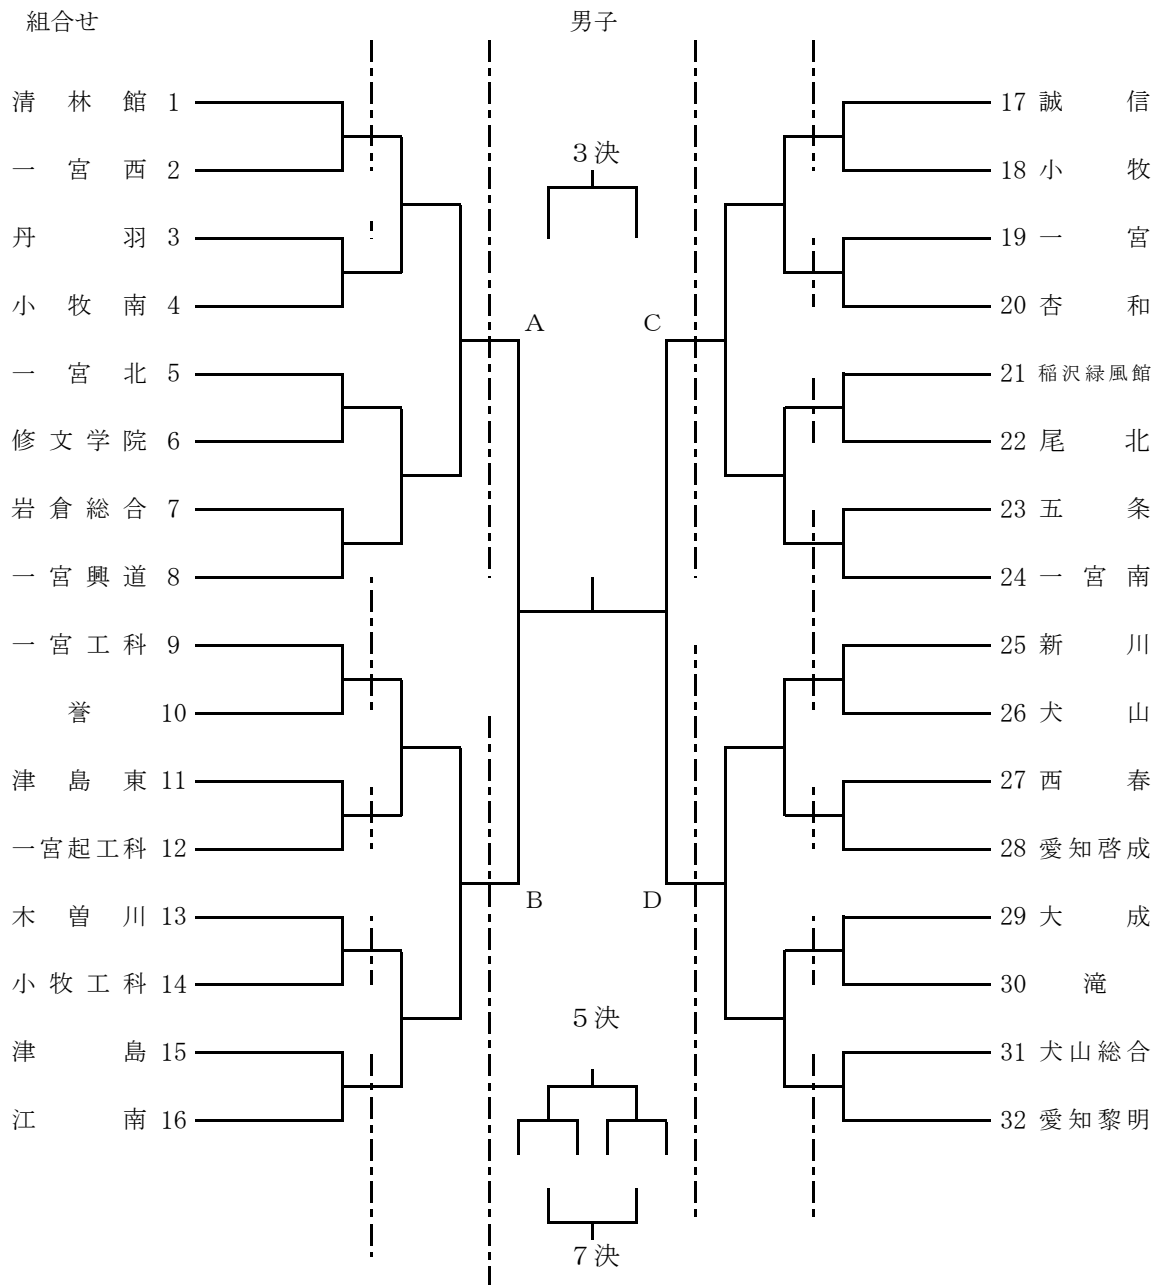 組合せ
男子
清林館 1
一宮西 2
丹羽 3
小牧南 4
一宮北 5
修文学院 6
岩倉総合 7
一宮興道 8
一宮工科 9
誉 10
津島東 11
一宮起工科 12
木曽川 13
小牧工科 14
津島 15
江南 16
3決
A
C
B
D
5決
7決
17 誠信
18 小牧
19 一宮
20 杏和
21 稲沢緑風館
22 尾北
23 五条
24 一宮南
25 新川
26 犬山
27 西春
28 愛知啓成
29 大成
30 滝
31 犬山総合
32 愛知黎明